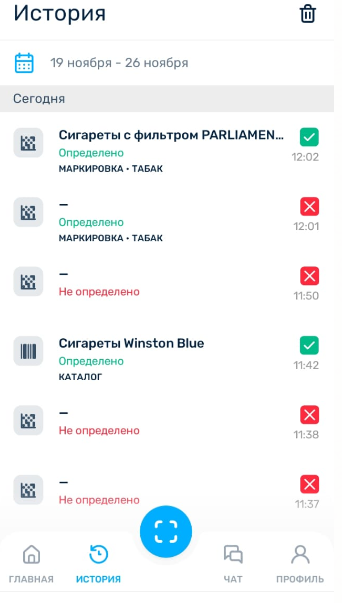 История
19 ноября - 26 ноября
Сегодня
Сигареты с фильтром PARLIAMEN...
Определено
12:02
МАРКИРОВКА • ТАБАК
—
Определено
12:01
МАРКИРОВКА • ТАБАК
—
Не определено
11:50
Сигареты Winston Blue
Определено
11:42
КАТАЛОГ
—
Не определено
11:38
—
Не определено
11:37
ГЛАВНАЯ
ИСТОРИЯ
ЧАТ
ПРОФИЛЬ